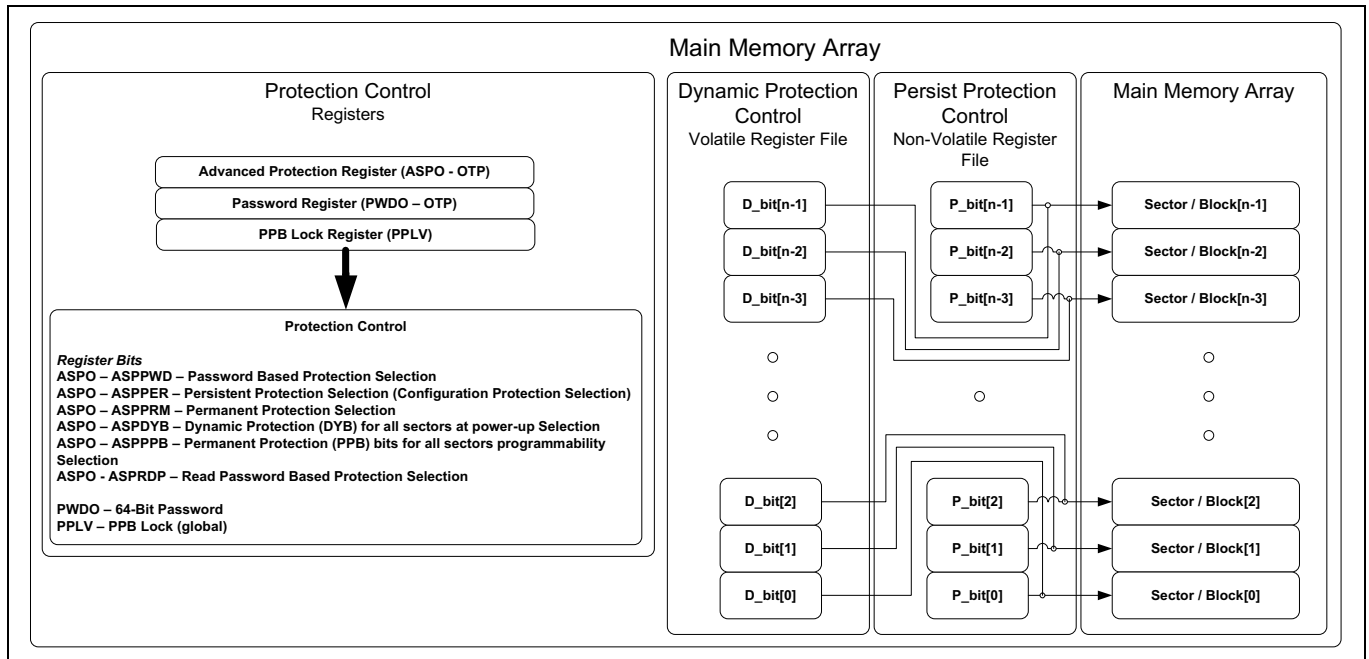 Main Memory Array
Protection Control
Registers
Advanced Protection Register (ASPO - OTP)
Password Register (PWDO – OTP)
PPB Lock Register (PPLV)
Protection Control
Register Bits
ASPO – ASPPWD – Password Based Protection Selection
ASPO – ASPPER – Persistent Protection Selection (Configuration Protection Selection)
ASPO – ASPPRM – Permanent Protection Selection
ASPO – ASPDYB – Dynamic Protection (DYB) for all sectors at power-up Selection
ASPO – ASPPPB – Permanent Protection (PPB) bits for all sectors programmability
Selection
ASPO - ASPRDP – Read Password Based Protection Selection
PWDO – 64-Bit Password
PPLV – PPB Lock (global)
Dynamic Protection
Control
Volatile Register File
D_bit[n-1]
D_bit[n-2]
D_bit[n-3]
D_bit[2]
D_bit[1]
D_bit[0]
Persist Protection
Control
Non-Volatile Register
File
P_bit[n-1]
P_bit[n-2]
P_bit[n-3]
P_bit[2]
P_bit[1]
P_bit[0]
Main Memory Array
Sector / Block[n-1]
Sector / Block[n-2]
Sector / Block[n-3]
Sector / Block[2]
Sector / Block[1]
Sector / Block[0]